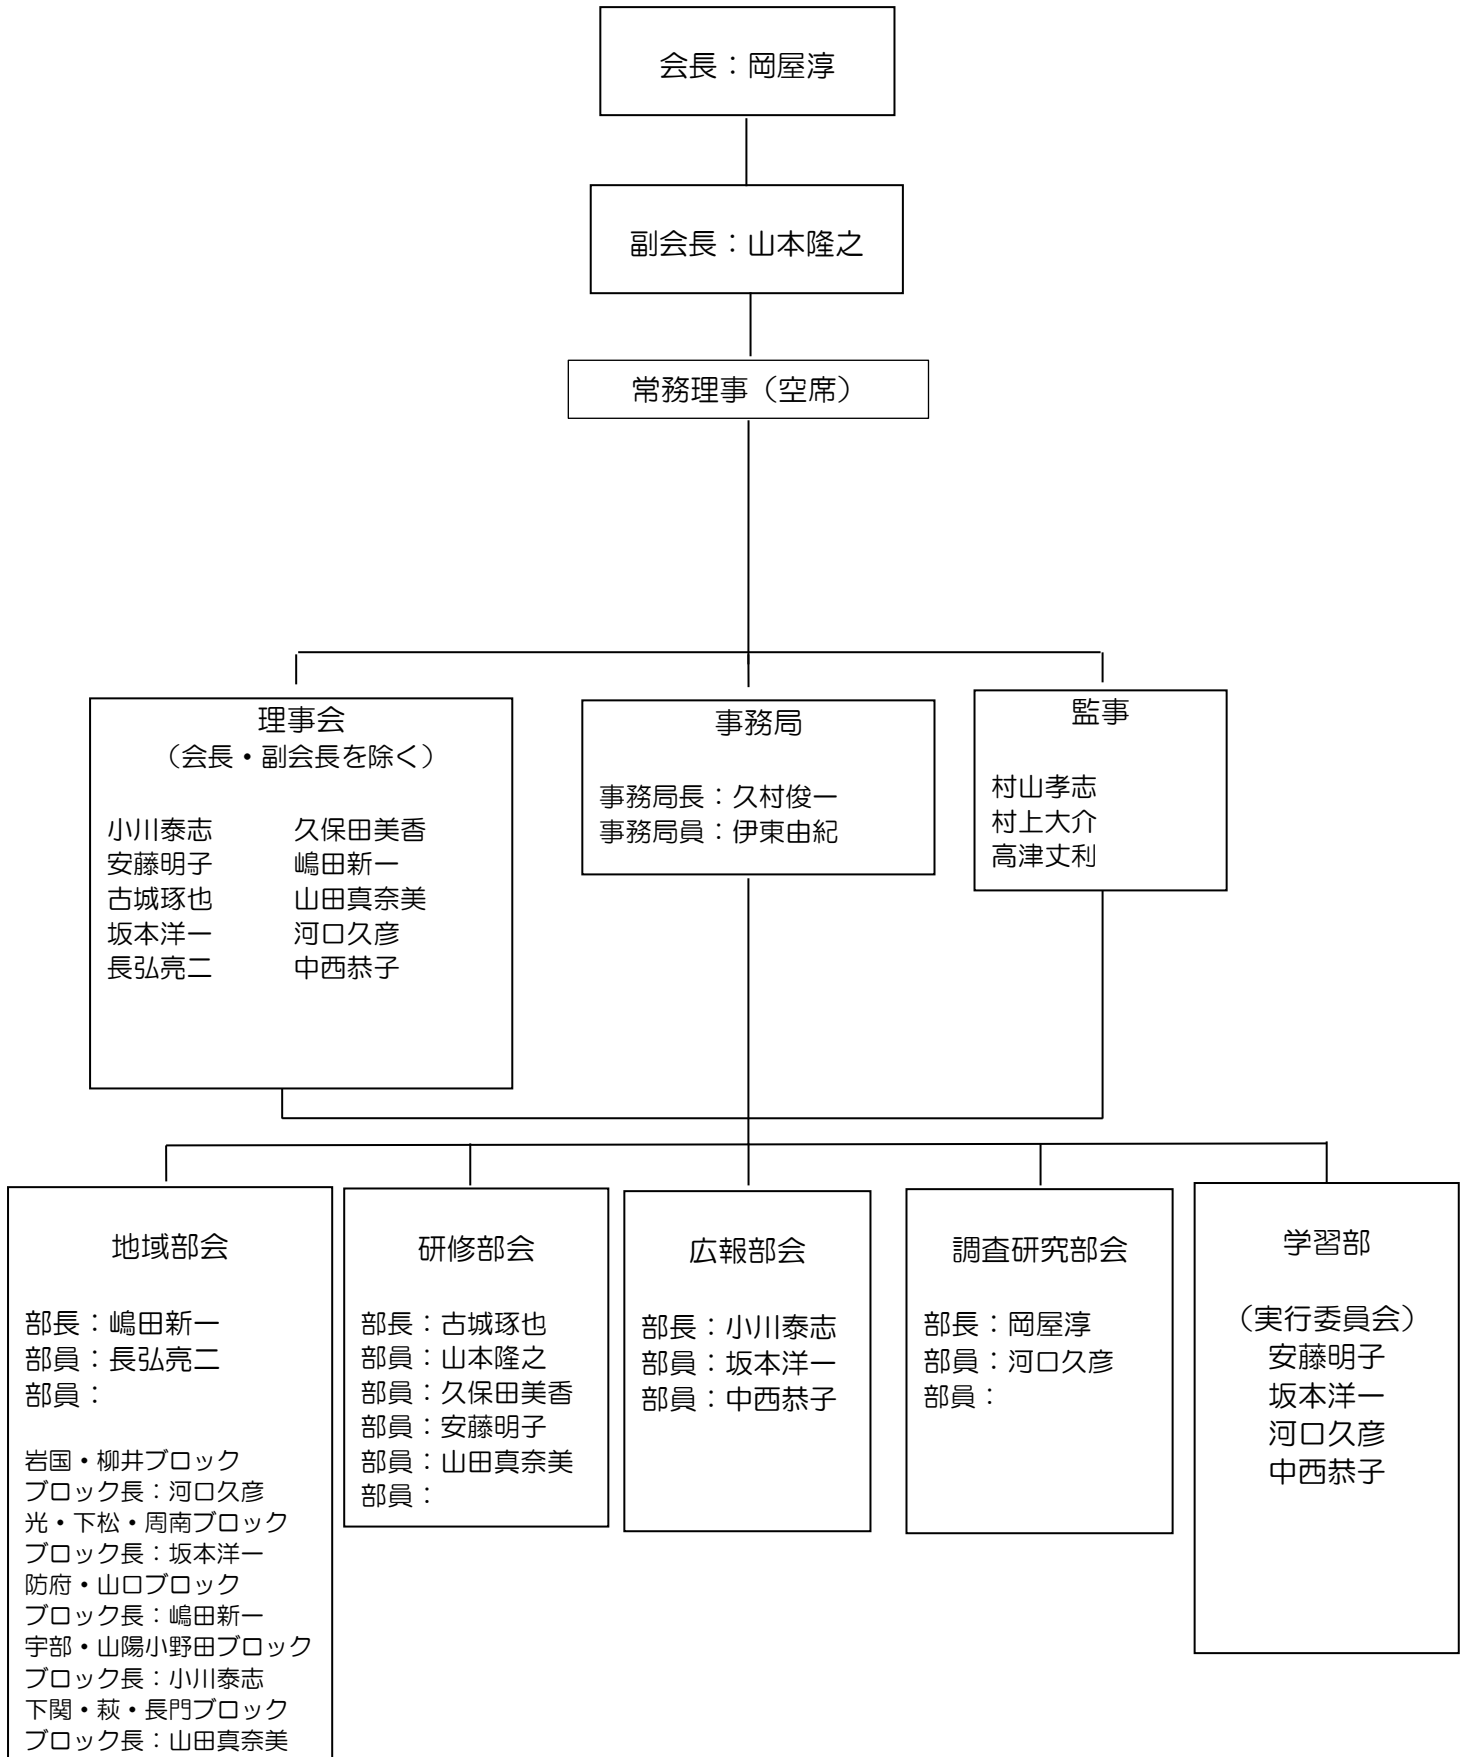 会長：岡屋淳
副会長：山本隆之
常務理事（空席）
理事会
（会長・副会長を除く）
小川泰志　　　久保田美香
安藤明子　　　嶋田新一
古城琢也　　　山田真奈美
坂本洋一　　　河口久彦
長弘亮二　　　中西恭子
事務局
事務局長：久村俊一
事務局員：伊東由紀
監事
村山孝志
村上大介
高津丈利
地域部会
部長：嶋田新一
部員：長弘亮二
部員：
岩国・柳井ブロック
ブロック長：河口久彦
光・下松・周南ブロック
ブロック長：坂本洋一
防府・山口ブロック
ブロック長：嶋田新一
宇部・山陽小野田ブロック
ブロック長：小川泰志
下関・萩・長門ブロック
ブロック長：山田真奈美
研修部会
部長：古城琢也
部員：山本隆之
部員：久保田美香
部員：安藤明子
部員：山田真奈美
部員：
広報部会
部長：小川泰志
部員：坂本洋一
部員：中西恭子
調査研究部会
部長：岡屋淳
部員：河口久彦
部員：
学習部
（実行委員会）
安藤明子
坂本洋一
河口久彦
中西恭子